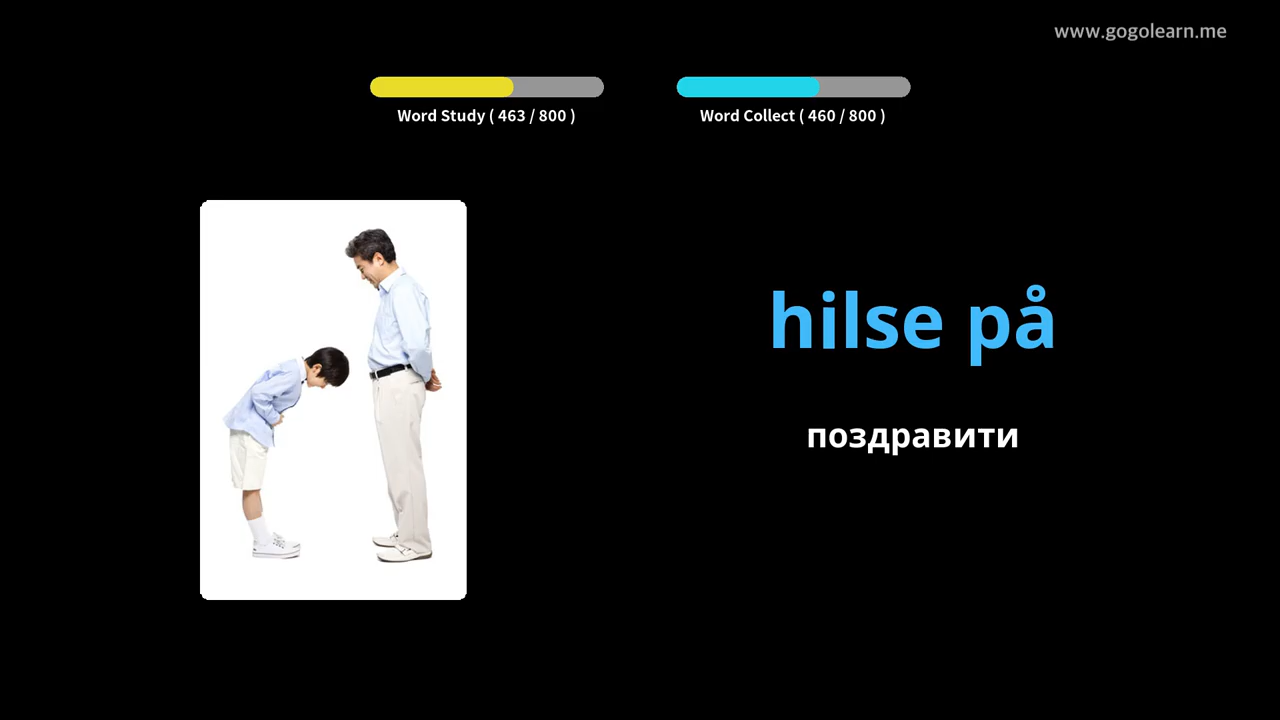 www.gogolearn.me
Word Study ( 463 / 800 )
Word Collect ( 460 / 800 )
hilse på
поздравити